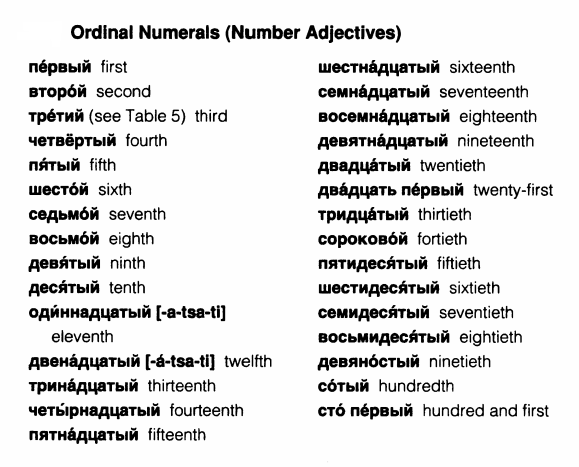 Ordinal Numerals (Number Adjectives)
пе́рвый first
второ́й second
тре́тий (see Table 5) third
четвёртый fourth
пя́тый fifth
шесто́й sixth
седьмо́й seventh
восьмо́й eighth
девя́тый ninth
деся́тый tenth
оди́ннадцатый [-a-tsa-ti]
eleventh
двена́дцатый [-á-tsa-ti] twelfth
трина́дцатый thirteenth
четы́рнадцатый fourteenth
пятна́дцатый fifteenth
шестна́дцатый sixteenth
семна́дцатый seventeenth
восемна́дцатый eighteenth
девятна́дцатый nineteenth
двадца́тый twentieth
два́дцать пе́рвый twenty-first
тридца́тый thirtieth
сороково́й fortieth
пятидеся́тый fiftieth
шестидеся́тый sixtieth
семидеся́тый seventieth
восьмидеся́тый eightieth
девяно́стый ninetieth
со́тый hundredth
сто́ пе́рвый hundred and first